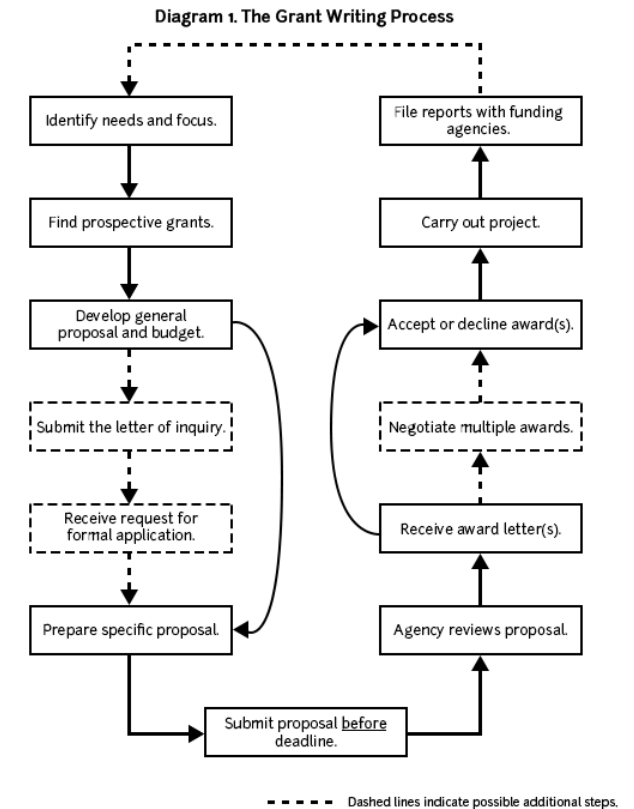 Diagram 1. The Grant Writing Process
Identify needs and focus.
Find prospective grants.
Develop general
proposal and budget.
Submit the letter of inquiry.
Receive request for
formal application.
Prepare specific proposal.
Submit proposal before
deadline.
Agency reviews proposal.
Receive award letter(s).
Negotiate multiple awards.
Accept or decline award(s).
Carry out project.
File reports with funding
agencies.
Dashed lines indicate possible additional steps.